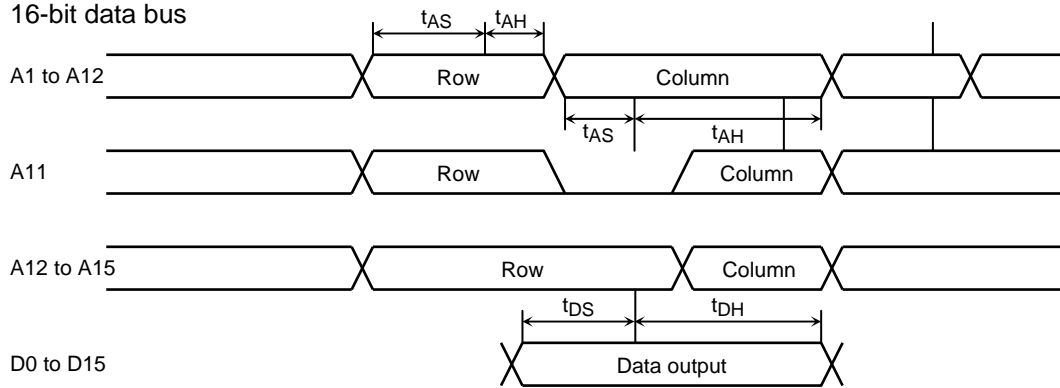 16-bit data bus
tAS tAH
A1 to A12 Row Column
tAS tAH
A11 Row Column
A12 to A15 Row Column
tDS tDH
D0 to D15 Data output